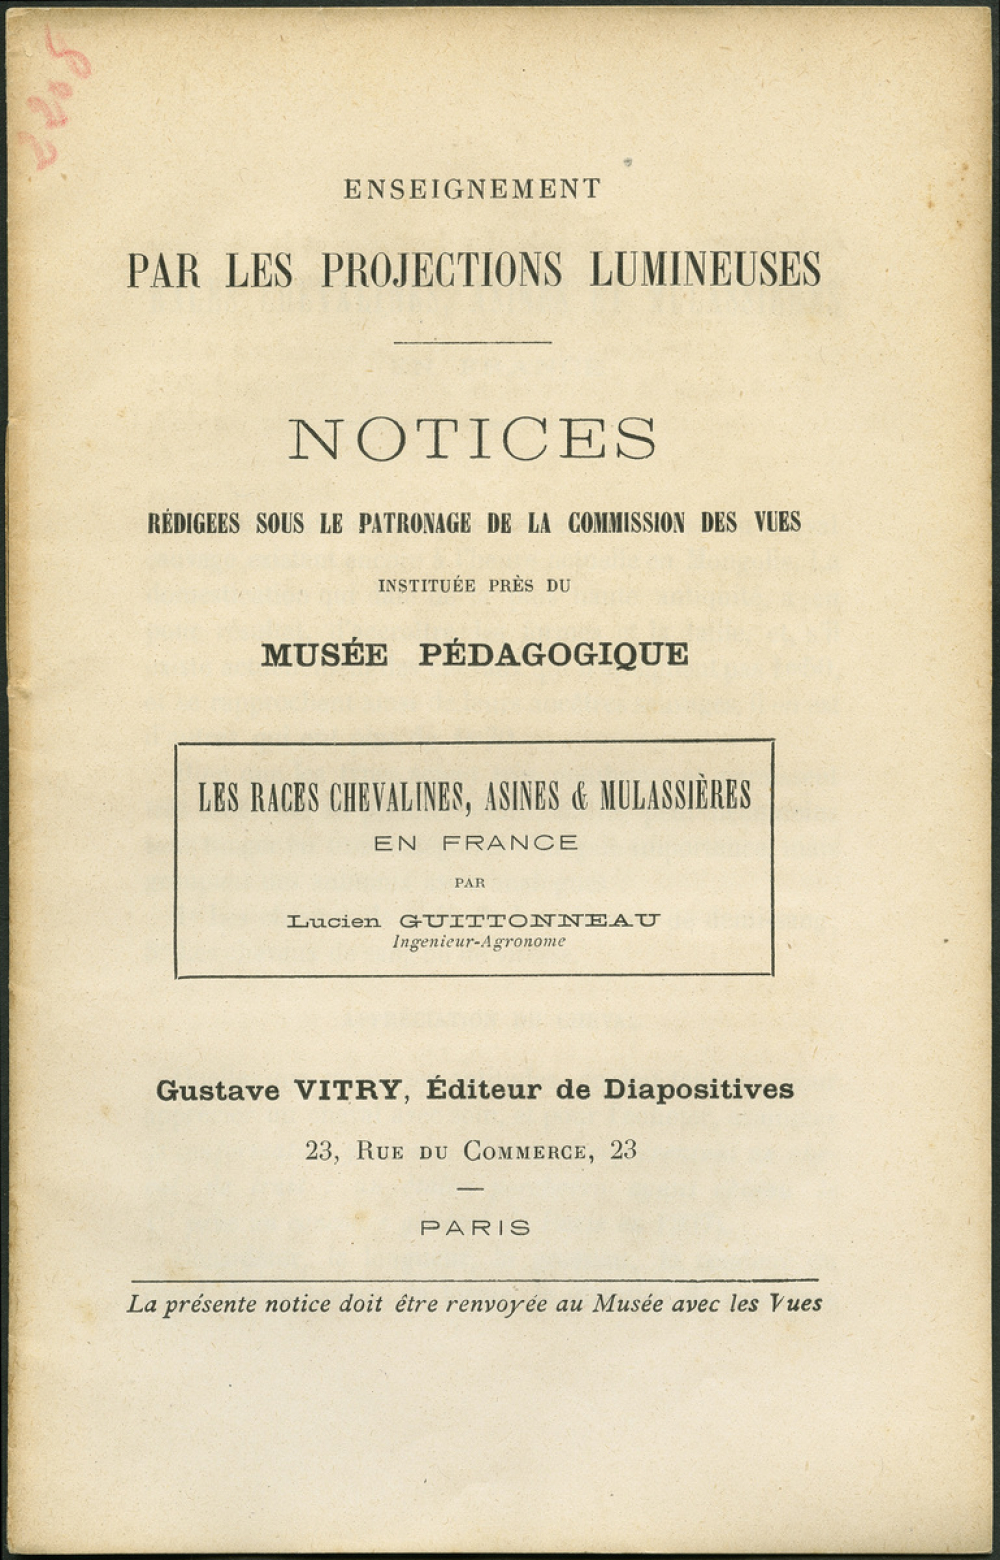 2205
ENSEIGNEMENT
PAR LES PROJECTIONS LUMINEUSES
NOTICES
RÉDIGEES SOUS LE PATRONAGE DE LA COMMISSION DES VUES
INSTITUÉE PRÈS DU
MUSÉE PÉDAGOGIQUE
LES RACES CHEVALINES, ASINES & MULASSIÈRES
EN FRANCE
PAR
Lucien GUITTONNEAU
Ingenieur-Agronome
Gustave VITRY, Éditeur de Diapositives
23, RUE DU COMMERCE, 23
PARIS
La présente notice doit être renvoyée au Musée avec les Vues